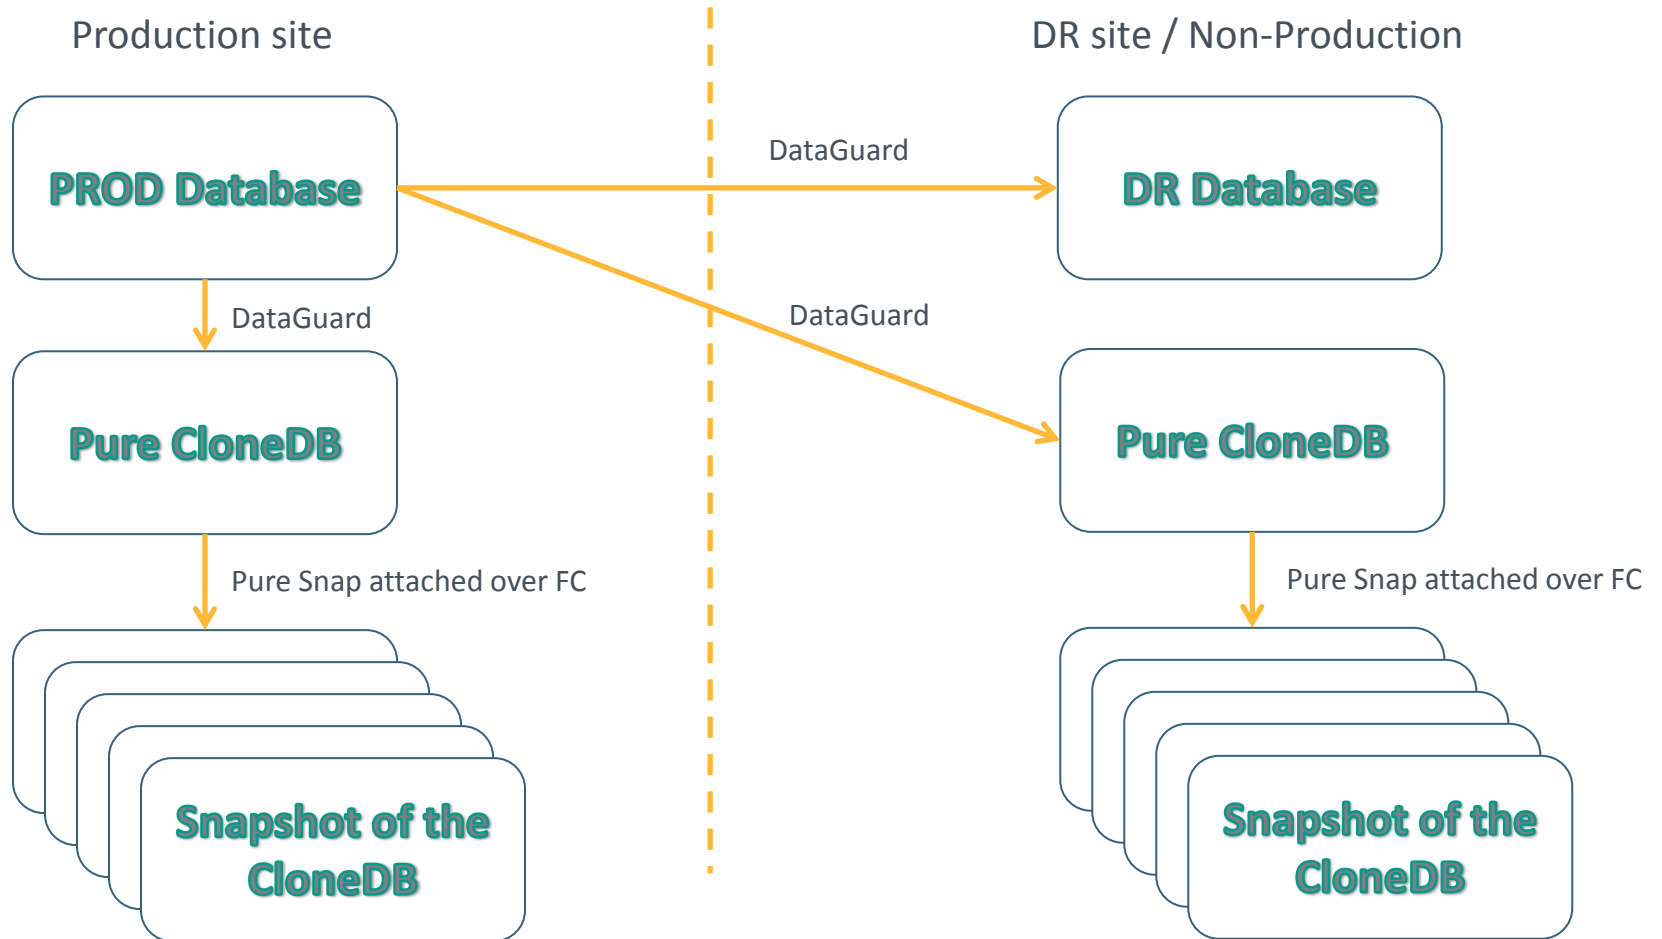 Production site
DR site / Non-Production
DataGuard
PROD Database
DR Database
DataGuard
DataGuard
Pure CloneDB
Pure CloneDB
Pure Snap attached over FC
Pure Snap attached over FC
Snapshot of the
CloneDB
Snapshot of the
CloneDB